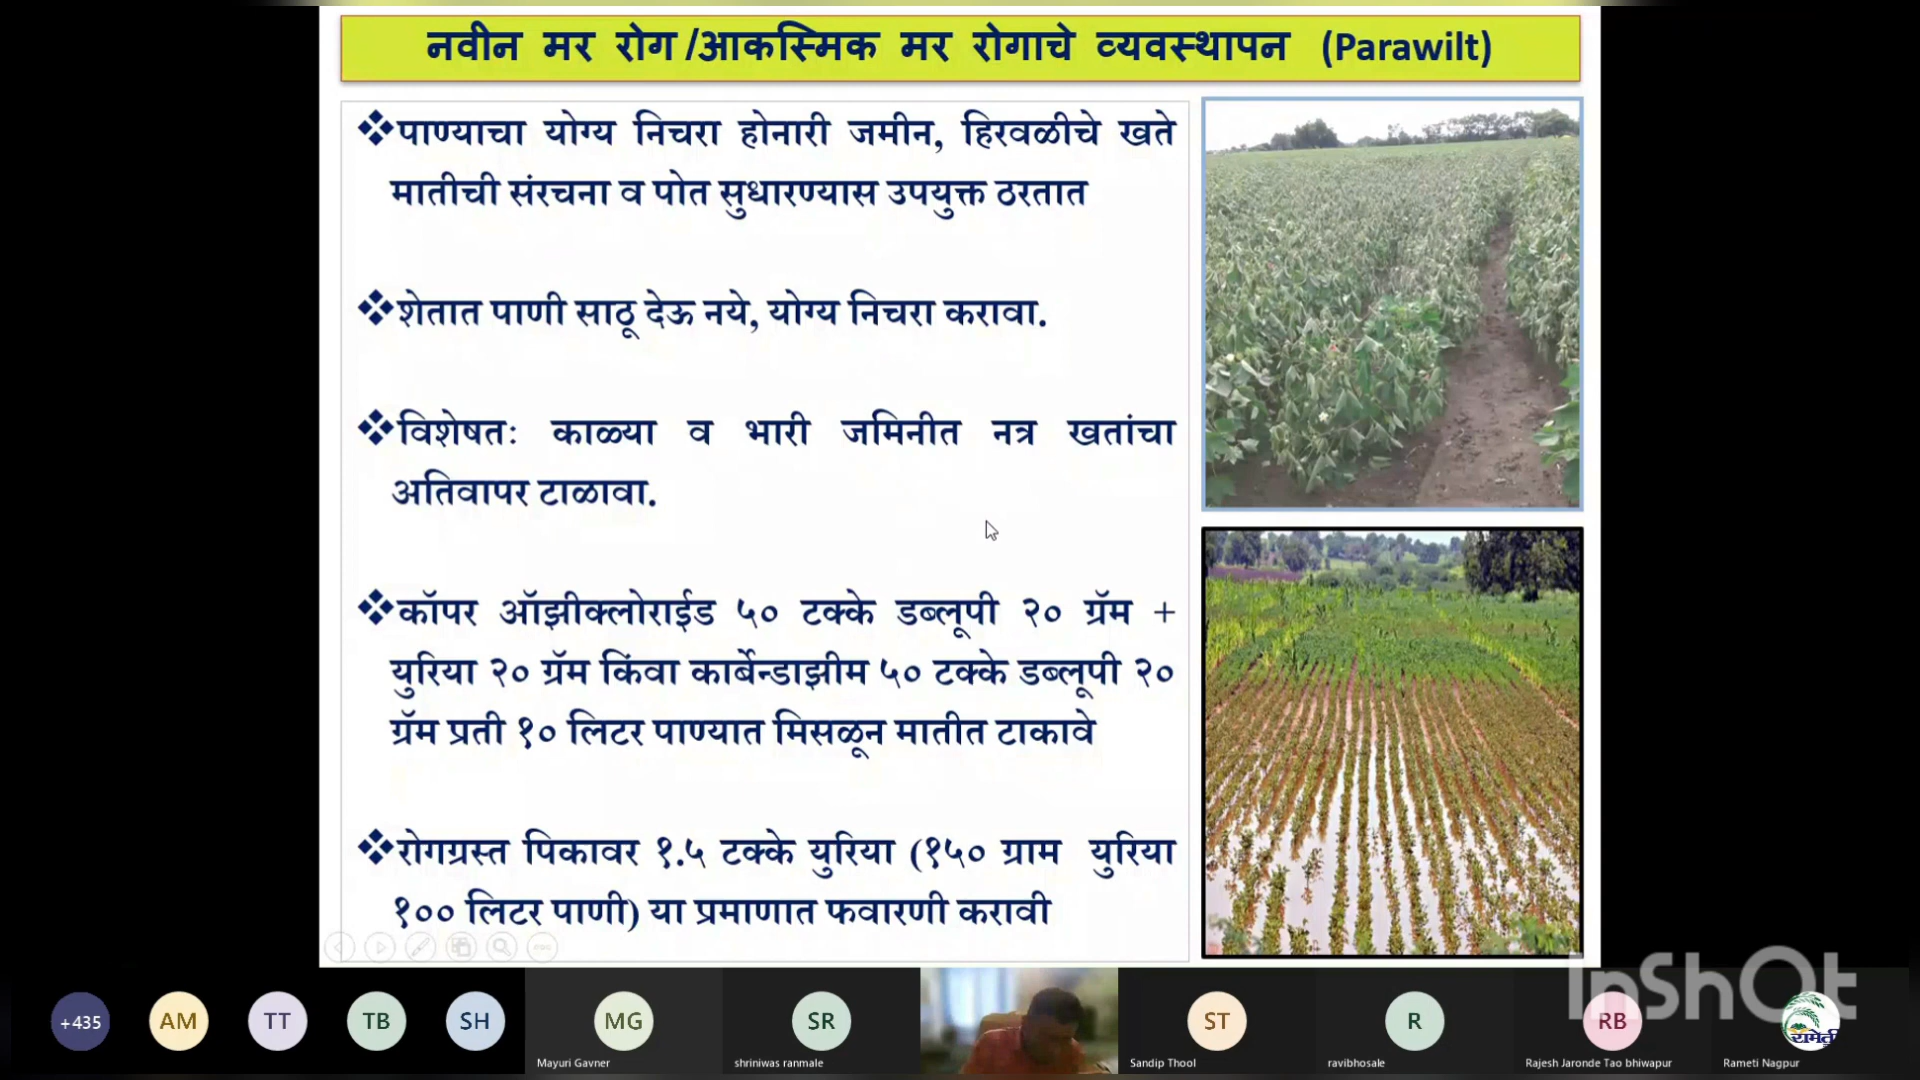 नवीन मर रोग /आकस्मिक मर रोगाचे व्यवस्थापन (Parawilt)
❖पाण्याचा योग्य निचरा होनारी जमीन, हिरवळीचे खते
मातीची संरचना व पोत सुधारण्यास उपयुक्त ठरतात
❖शेतात पाणी साठू देऊ नये, योग्य निचरा करावा.
❖विशेषतः काळ्या व भारी जमिनीत नत्र खतांचा
अतिवापर टाळावा.
❖कॉपर ऑझीक्लोराईड ५० टक्के डब्लूपी २० ग्रॅम +
युरिया २० ग्रॅम किंवा कार्बेन्डाझीम ५० टक्के डब्लूपी २०
ग्रॅम प्रती १० लिटर पाण्यात मिसळून मातीत टाकावे
❖रोगग्रस्त पिकावर १.५ टक्के युरिया (१५० ग्राम युरिया
१०० लिटर पाणी) या प्रमाणात फवारणी करावी
InShOt
+435 AM TT TB SH MG SR ST R RB रामेती
Mayuri Gavner shriniwas ranmale Sandip Thool ravibhosale Rajesh Jaronde Tao bhiwapur Rameti Nagpur